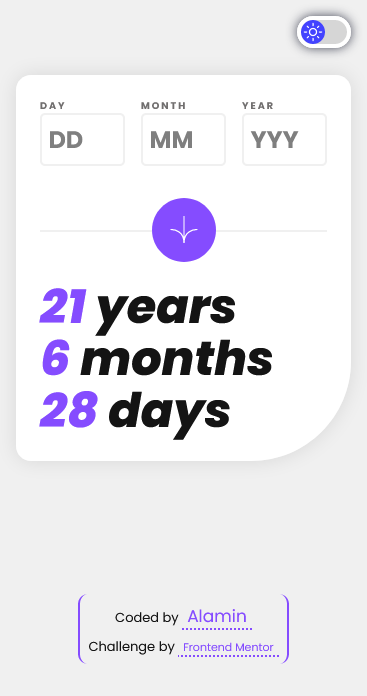 DAY MONTH YEAR
DD MM YYY
21 years
6 months
28 days
Coded by Alamin
Challenge by Frontend Mentor